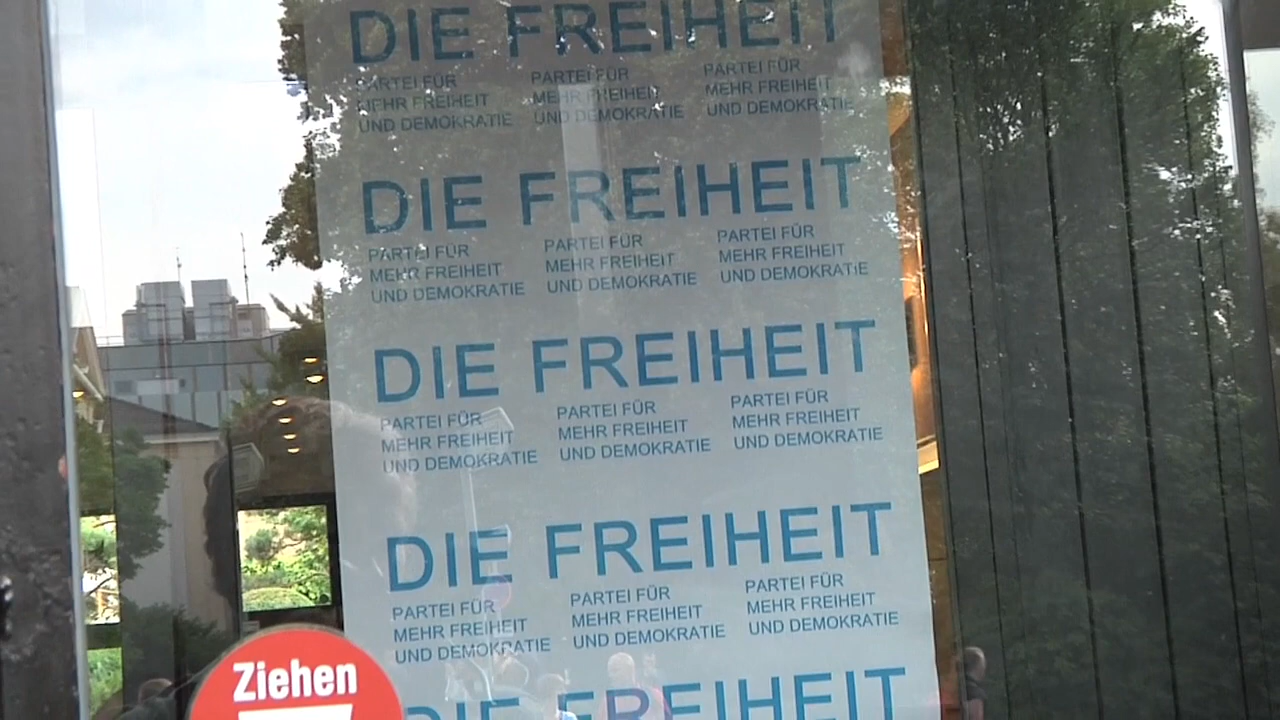 DIE FREIHEIT
PARTEI FÜR PARTEI FÜR PARTEI FÜR
MEHR FREIHEIT MEHR FREIHEIT MEHR FREIHEIT
UND DEMOKRATIE UND DEMOKRATIE UND DEMOKRATIE
DIE FREIHEIT
PARTEI FÜR PARTEI FÜR PARTEI FÜR
MEHR FREIHEIT MEHR FREIHEIT MEHR FREIHEIT
UND DEMOKRATIE UND DEMOKRATIE UND DEMOKRATIE
DIE FREIHEIT
PARTEI FÜR PARTEI FÜR PARTEI FÜR
MEHR FREIHEIT MEHR FREIHEIT MEHR FREIHEIT
UND DEMOKRATIE UND DEMOKRATIE UND DEMOKRATIE
DIE FREIHEIT
PARTEI FÜR PARTEI FÜR PARTEI FÜR
MEHR FREIHEIT MEHR FREIHEIT MEHR FREIHEIT
UND DEMOKRATIE UND DEMOKRATIE UND DEMOKRATIE
DIE FREIHEIT
Ziehen